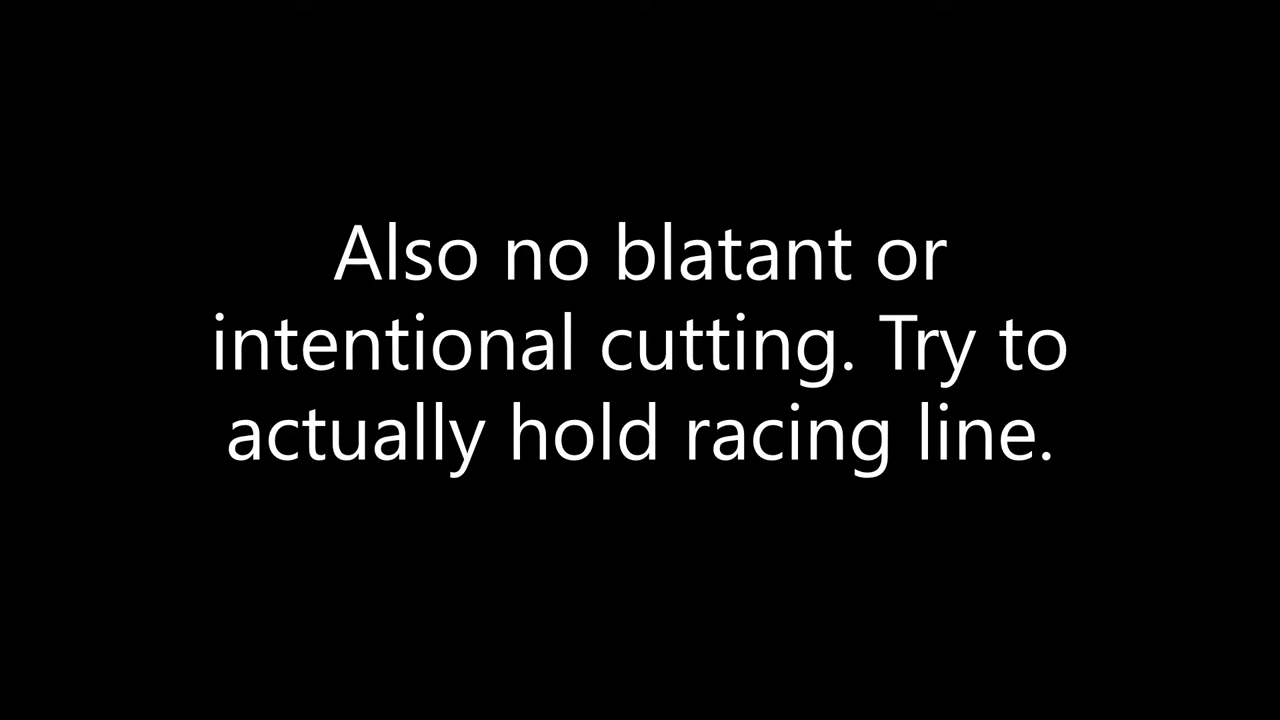 Also no blatant or
intentional cutting. Try to
actually hold racing line.